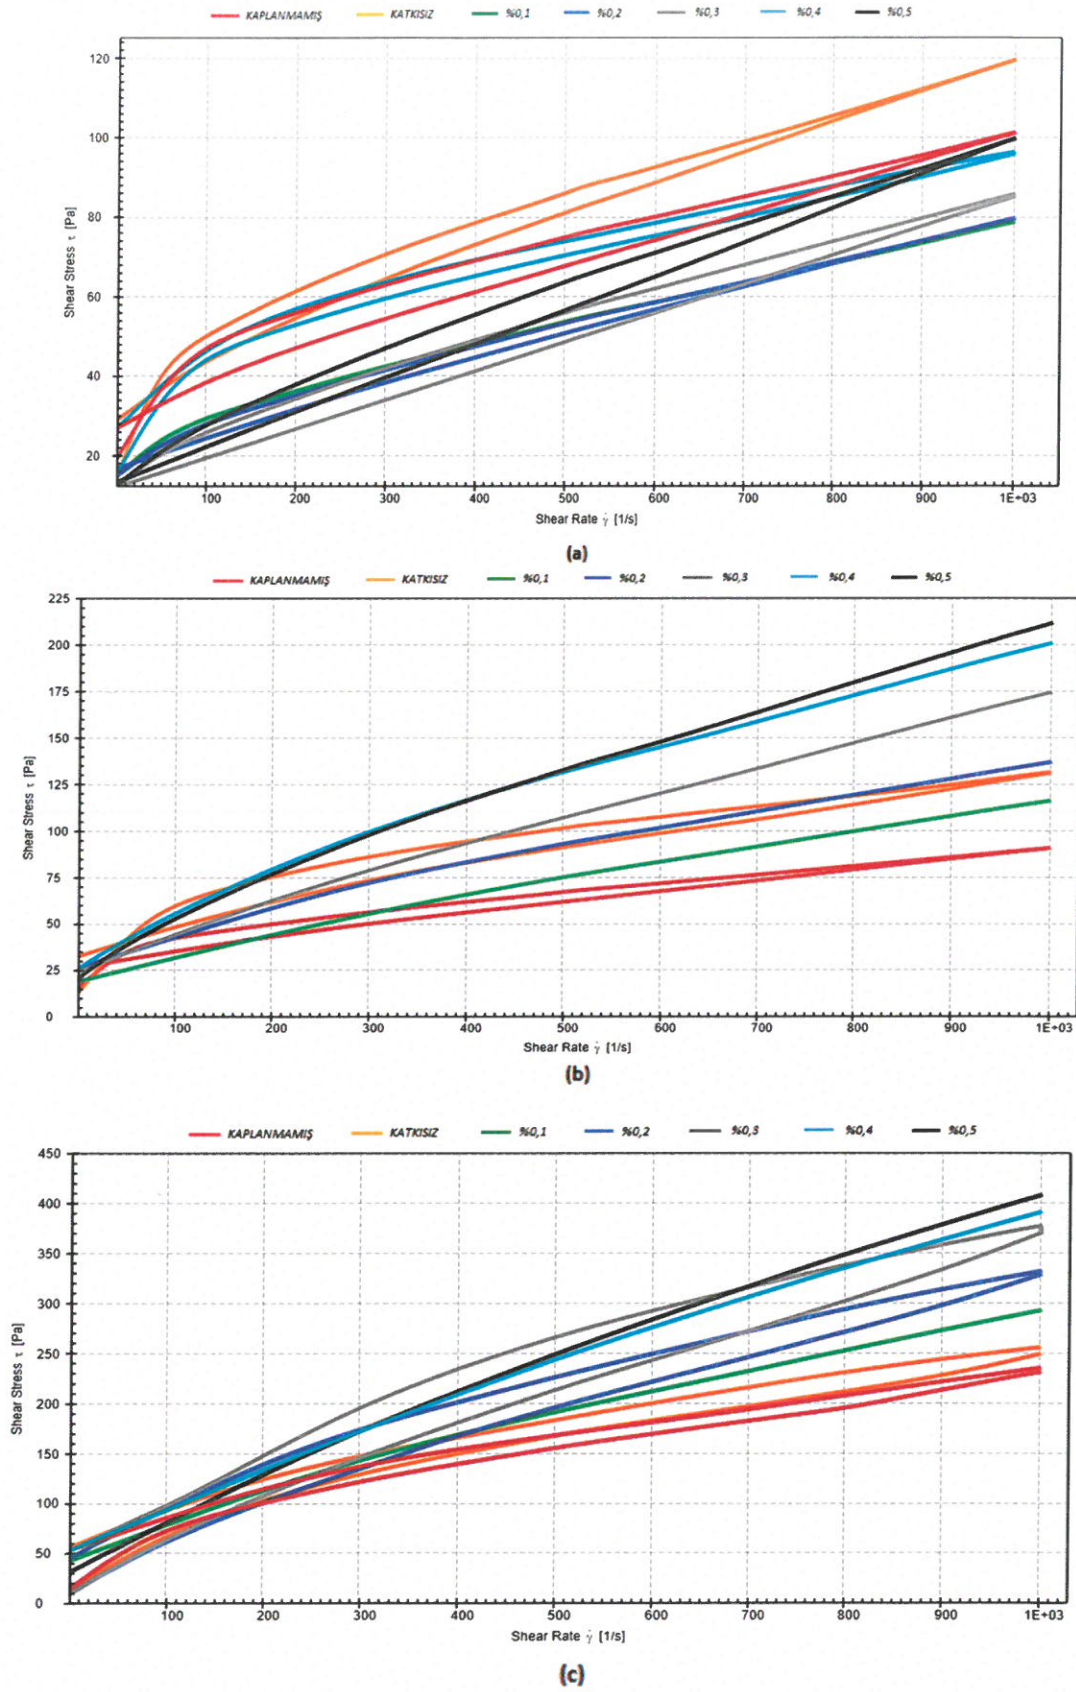 KAPLANMAMIŞ KATKISIZ %0,1 %0,2 %0,3 %0,4 %0,5
120
100
80
60
40
20
Shear Stress τ [Pa]
100 200 300 400 500 600 700 800 900 1E+03
Shear Rate γ̇ [1/s]
(a)
KAPLANMAMIŞ KATKISIZ %0,1 %0,2 %0,3 %0,4 %0,5
225
200
175
150
125
100
75
50
25
0
Shear Stress τ [Pa]
100 200 300 400 500 600 700 800 900 1E+03
Shear Rate γ̇ [1/s]
(b)
KAPLANMAMIŞ KATKISIZ %0,1 %0,2 %0,3 %0,4 %0,5
450
400
350
300
250
200
150
100
50
0
Shear Stress τ [Pa]
100 200 300 400 500 600 700 800 900 1E+03
Shear Rate γ̇ [1/s]
(c)